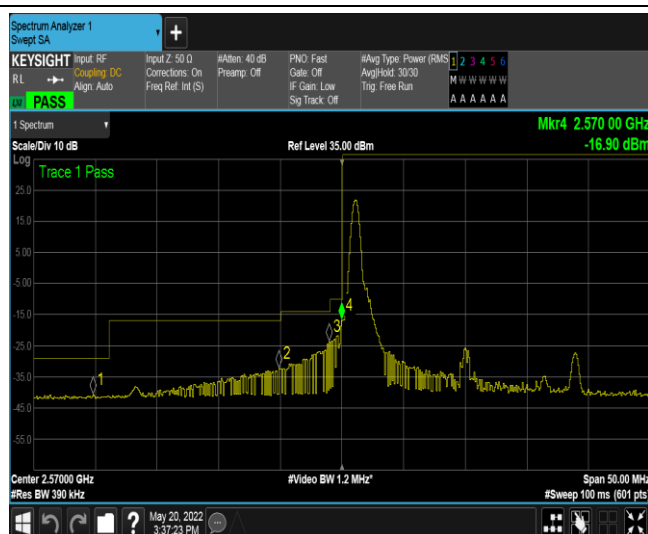 Spectrum Analyzer 1
Swept SA
+
KEYSIGHT
RL
LW PASS
Input: RF
Coupling: DC
Align: Auto
Input Z: 50 Ω
Corrections: On
Freq Ref: Int (S)
#Atten: 40 dB
Preamp: Off
PNO: Fast
Gate: Off
IF Gain: Low
Sig Track: Off
#Avg Type: Power (RMS
Avg|Hold: 30/30
Trig: Free Run
1 2 3 4 5 6
M W W W W W
A A A A A A
1 Spectrum
Mkr4 2.570 00 GHz
Scale/Div 10 dB
Ref Level 35.00 dBm
-16.90 dBm
Log
Trace 1 Pass
25.0
15.0
5.00
-5.00
-15.0
-25.0
-35.0
-45.0
-55.0
1
2
3
4
Center 2.57000 GHz
#Video BW 1.2 MHz*
Span 50.00 MHz
#Res BW 390 kHz
#Sweep 100 ms (601 pts)
?
May 20, 2022
3:37:23 PM